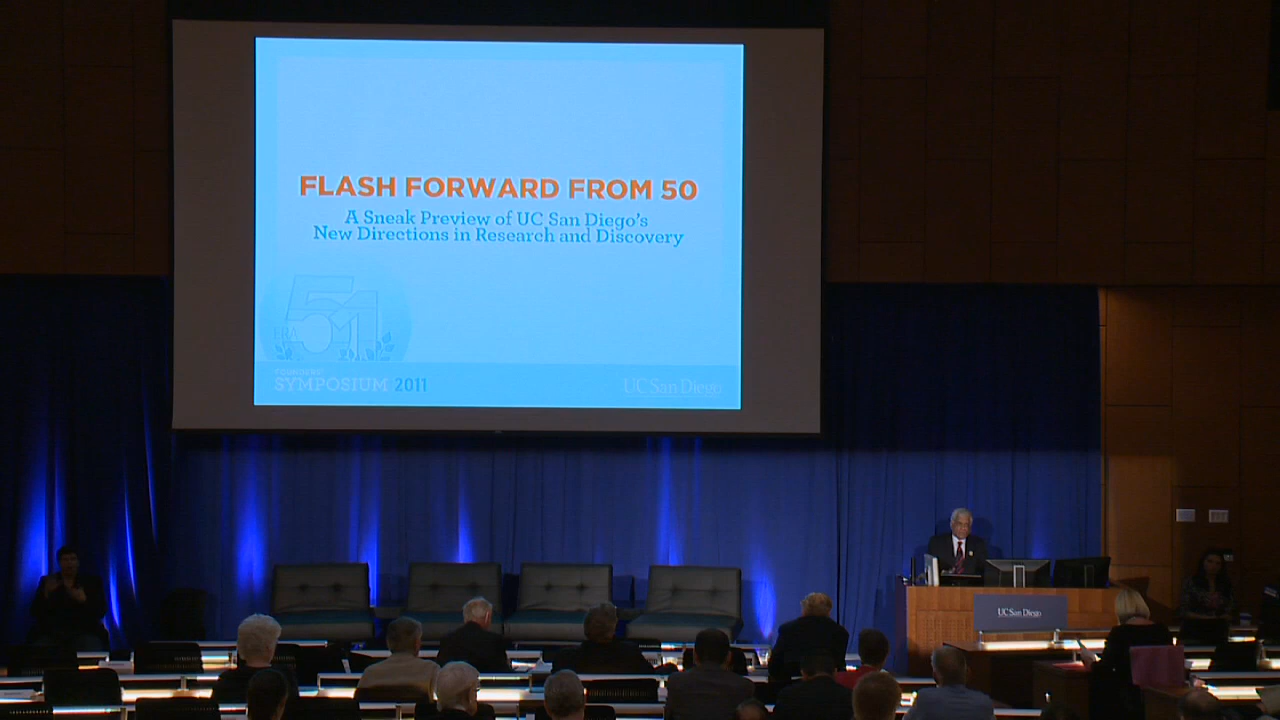 FLASH FORWARD FROM 50
A Sneak Preview of UC San Diego's
New Directions in Research and Discovery
SYMPOSIUM 2011
UC San Diego
UC San Diego